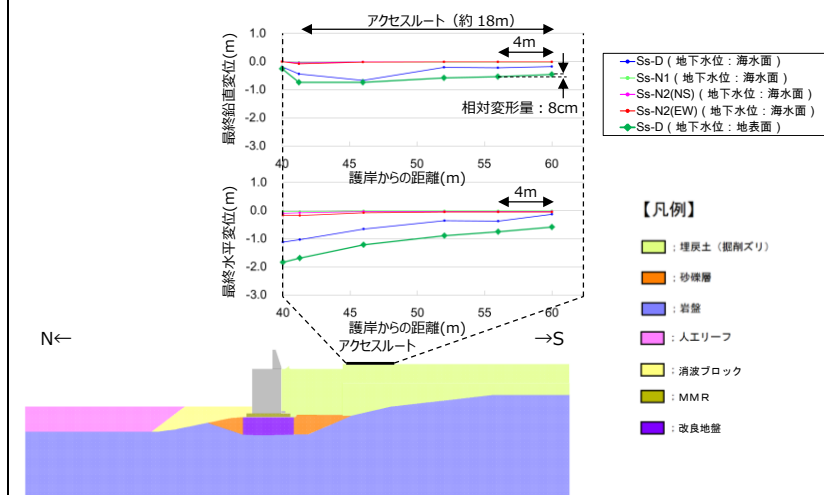 アクセスルート（約 18m）
4m
最終鉛直変位(m)
1.0
0.0
-1.0
-2.0
-3.0
相対変形量：8cm
40
45
50
55
60
護岸からの距離(m)
Ss-D（地下水位：海水面）
Ss-N1（地下水位：海水面）
Ss-N2(NS)（地下水位：海水面）
Ss-N2(EW)（地下水位：海水面）
Ss-D（地下水位：地表面）
4m
最終水平変位(m)
1.0
0.0
-1.0
-2.0
-3.0
40
45
50
55
60
護岸からの距離(m)
アクセスルート
N←
→S
【凡例】
：埋戻土（掘削ズリ）
：砂礫層
：岩盤
：人工リーフ
：消波ブロック
：ＭＭＲ
：改良地盤